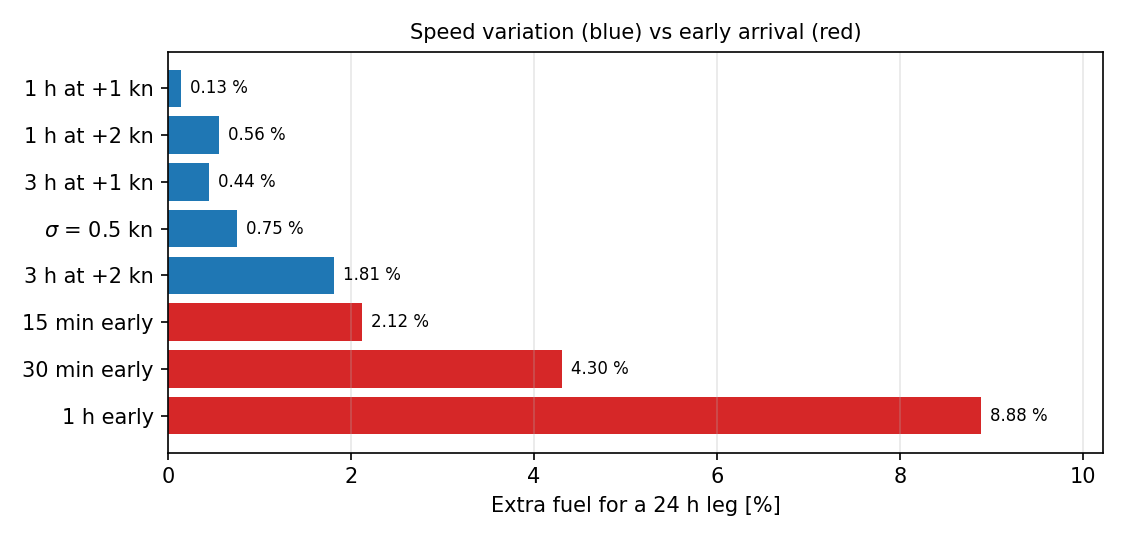 Speed variation (blue) vs early arrival (red)
1 h at +1 kn 0.13 %
1 h at +2 kn 0.56 %
3 h at +1 kn 0.44 %
σ = 0.5 kn 0.75 %
3 h at +2 kn 1.81 %
15 min early 2.12 %
30 min early 4.30 %
1 h early 8.88 %
0 2 4 6 8 10
Extra fuel for a 24 h leg [%]